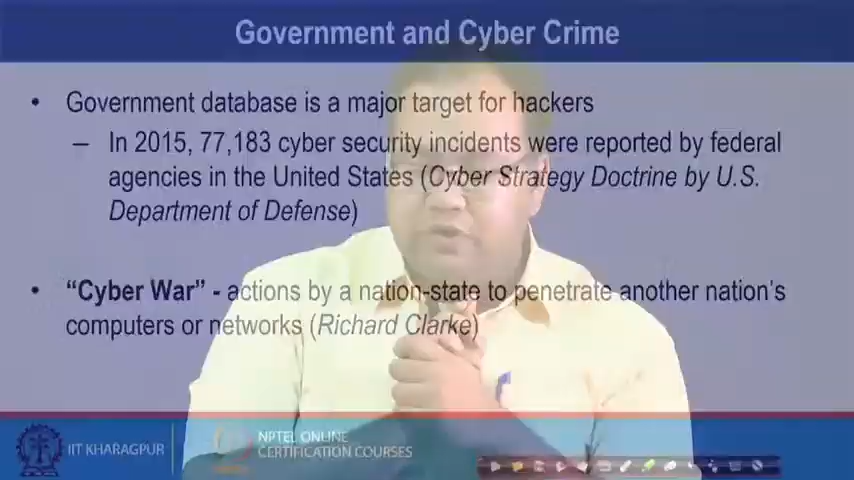 Government and Cyber Crime
• Government database is a major target for hackers
– In 2015, 77,183 cyber security incidents were reported by federal
agencies in the United States (Cyber Strategy Doctrine by U.S.
Department of Defense)
• “Cyber War” - actions by a nation-state to penetrate another nation's
computers or networks (Richard Clarke)
IIT KHARAGPUR
NPTEL ONLINE
CERTIFICATION COURSES